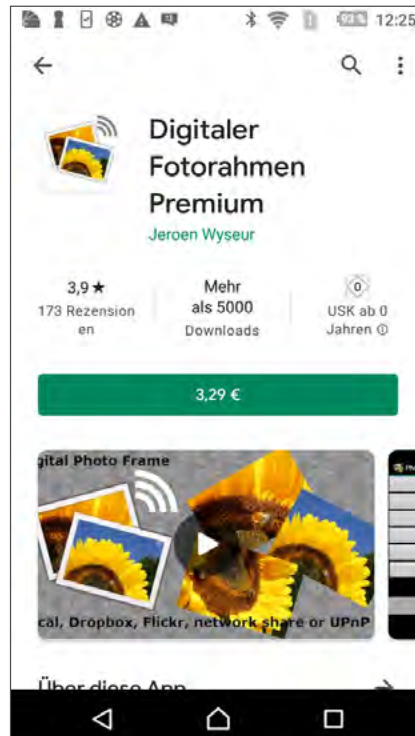 93 % 12:25
Digitaler
Fotorahmen
Premium
Jeroen Wyseur
3,9 ★
173 Rezension
en
Mehr
als 5000
Downloads
0
USK ab 0
Jahren
3,29 €
gital Photo Frame
cal, Dropbox, Flickr, network share or UPnP
Über diese App